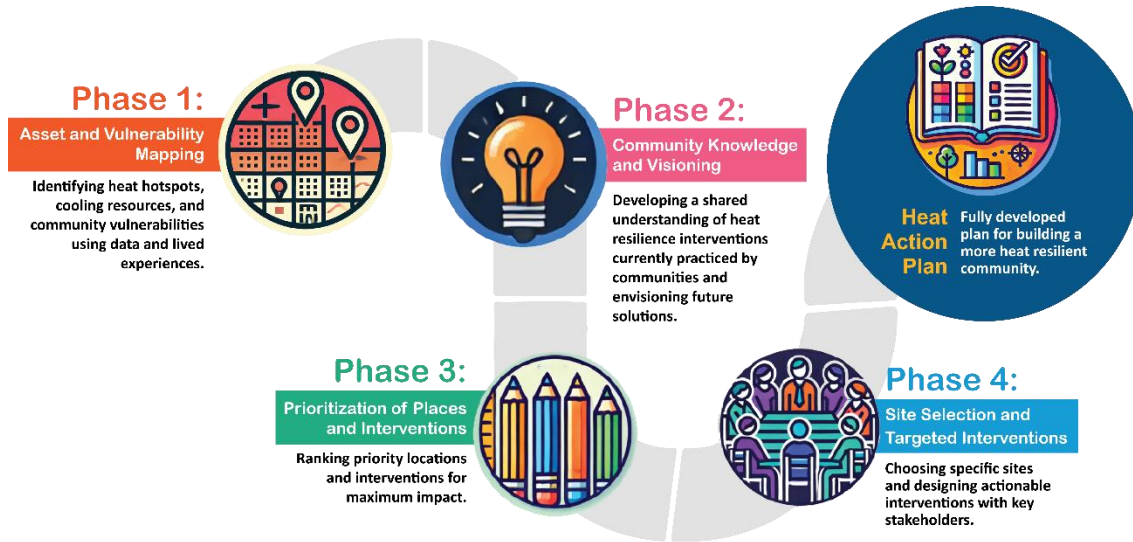 Phase 1:
Asset and Vulnerability
Mapping
Identifying heat hotspots,
cooling resources, and
community vulnerabilities
using data and lived
experiences.
Phase 2:
Community Knowledge
and Visioning
Developing a shared
understanding of heat
resilience interventions
currently practiced by
communities and
envisioning future
solutions.
Phase 3:
Prioritization of Places
and Interventions
Ranking priority locations
and interventions for
maximum impact.
Phase 4:
Site Selection and
Targeted Interventions
Choosing specific sites
and designing actionable
interventions with key
stakeholders.
Heat
Action
Plan
Fully developed
plan for building a
more heat resilient
community.